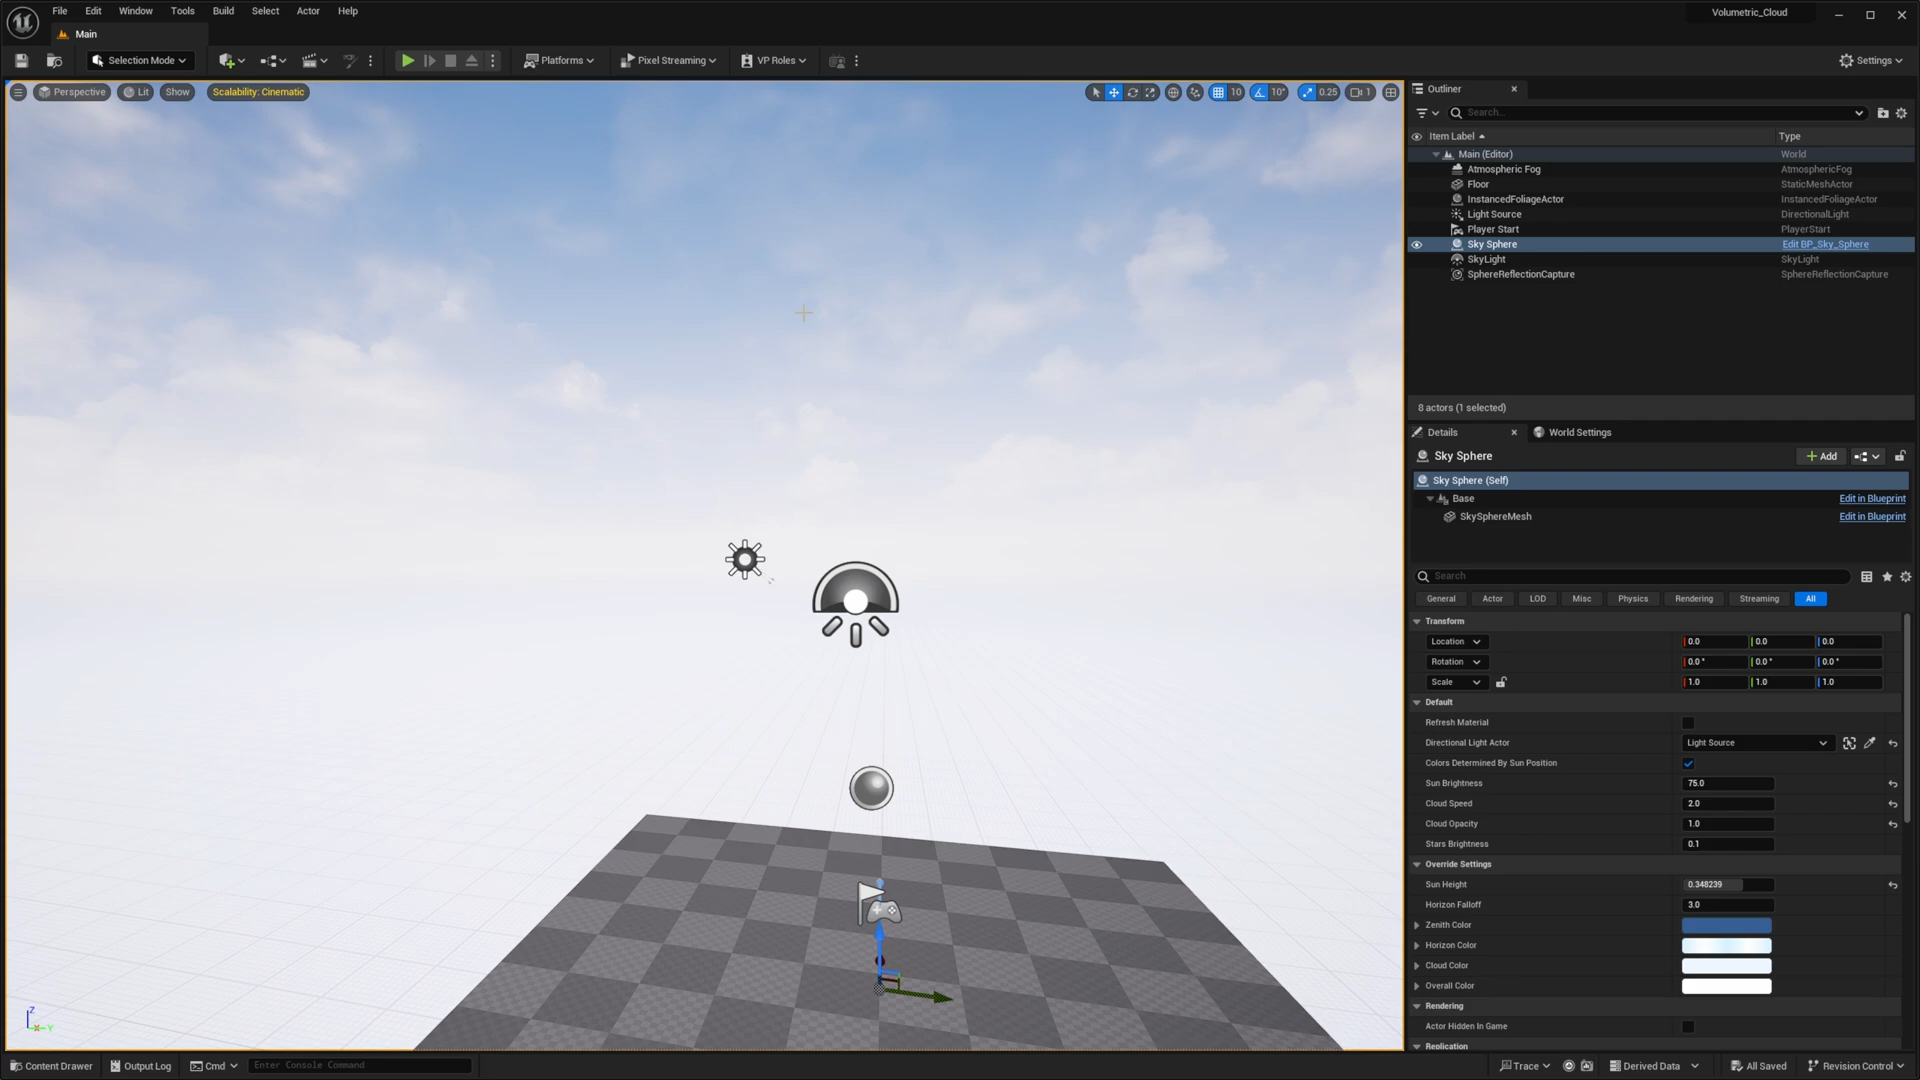 File Edit Window Tools Build Select Actor Help
Volumetric_Cloud
Main
Selection Mode
Platforms
Pixel Streaming
VP Roles
Settings
Perspective
Lit
Show
Scalability: Cinematic
10
10°
0.25
1
Outliner
Search...
Item Label
Type
Main (Editor) World
Atmospheric Fog AtmosphericFog
Floor StaticMeshActor
InstancedFoliageActor InstancedFoliageActor
Light Source DirectionalLight
Player Start PlayerStart
Sky Sphere Edit BP_Sky_Sphere
SkyLight SkyLight
SphereReflectionCapture SphereReflectionCapture
8 actors (1 selected)
Details
World Settings
Sky Sphere
Add
Sky Sphere (Self)
Base Edit in Blueprint
SkySphereMesh Edit in Blueprint
Search
General Actor LOD Misc Physics Rendering Streaming All
Transform
Location 0.0 0.0 0.0
Rotation 0.0° 0.0° 0.0°
Scale 1.0 1.0 1.0
Default
Refresh Material
Directional Light Actor Light Source
Colors Determined By Sun Position
Sun Brightness 75.0
Cloud Speed 2.0
Cloud Opacity 1.0
Stars Brightness 0.1
Override Settings
Sun Height 0.348239
Horizon Falloff 3.0
Zenith Color
Horizon Color
Cloud Color
Overall Color
Rendering
Actor Hidden In Game
Replication
Z
Y
Content Drawer
Output Log
Cmd
Enter Console Command
Trace
Derived Data
All Saved
Revision Control